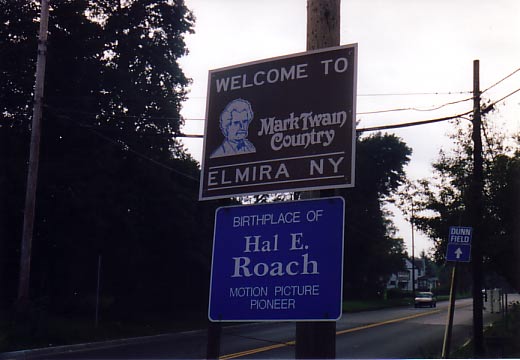 WELCOME TO
Mark Twain
Country
ELMIRA NY
BIRTHPLACE OF
Hal E.
Roach
MOTION PICTURE
PIONEER
DUNN
FIELD